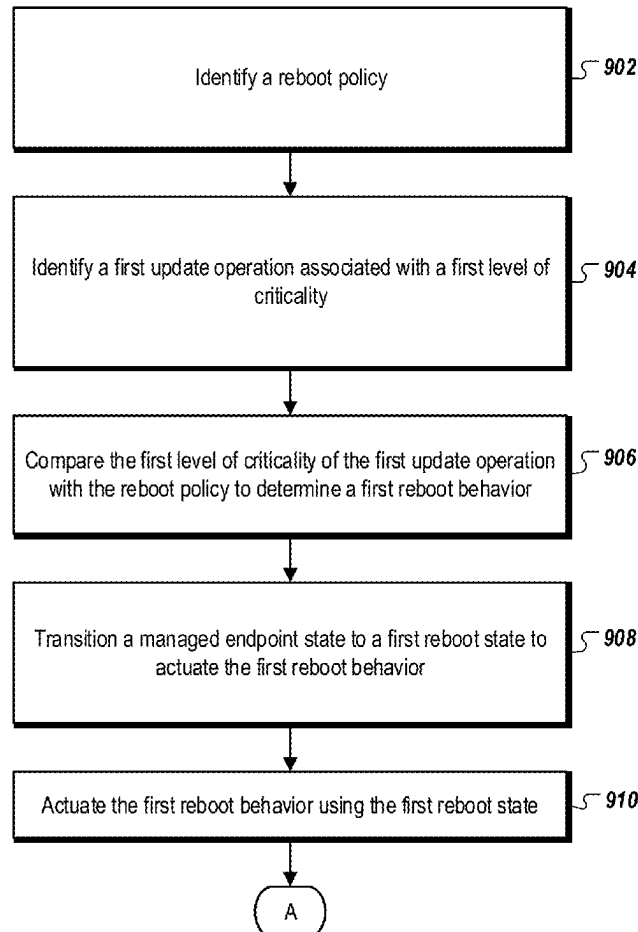 Identify a reboot policy
902
Identify a first update operation associated with a first level of
criticality
904
Compare the first level of criticality of the first update operation
with the reboot policy to determine a first reboot behavior
906
Transition a managed endpoint state to a first reboot state to
actuate the first reboot behavior
908
Actuate the first reboot behavior using the first reboot state
910
A